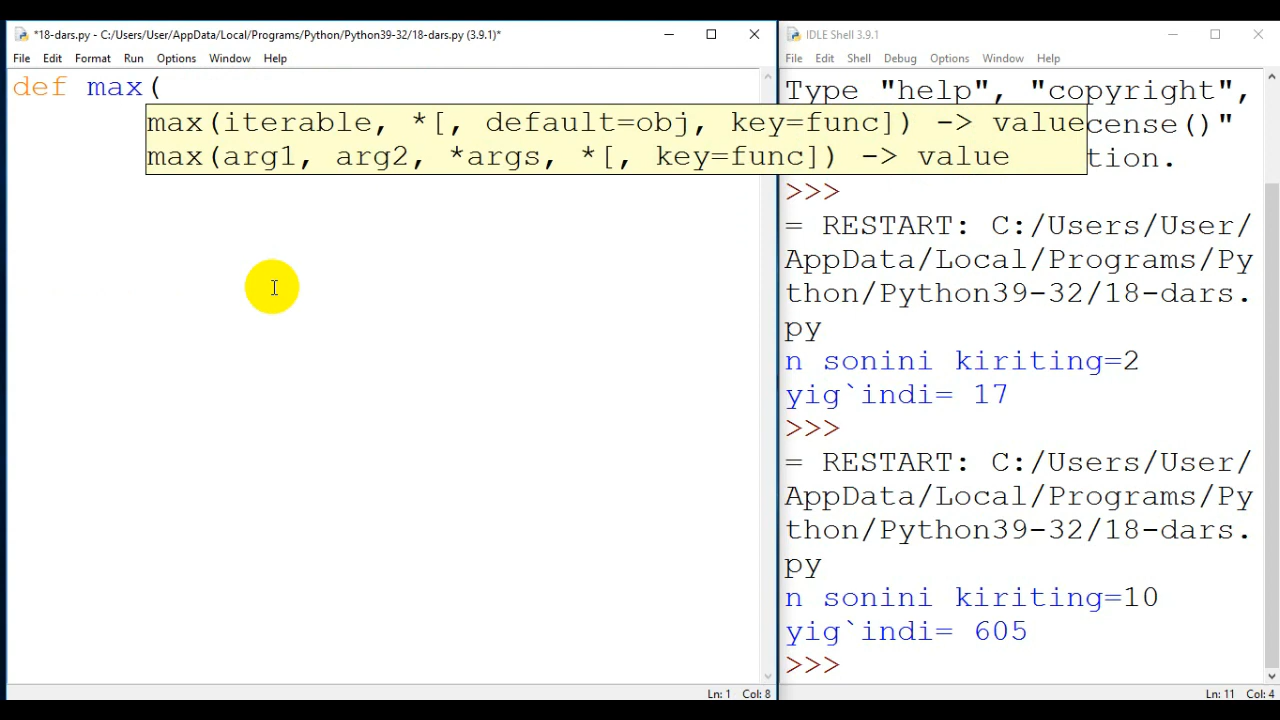 *18-dars.py - C:/Users/User/AppData/Local/Programs/Python/Python39-32/18-dars.py (3.9.1)*
File Edit Format Run Options Window Help
def max(
max(iterable, *[, default=obj, key=func]) -> value
max(arg1, arg2, *args, *[, key=func]) -> value
Ln: 1 Col: 8
IDLE Shell 3.9.1
File Edit Shell Debug Options Window Help
Type "help", "copyright",
cense()"
tion.
>>>
= RESTART: C:/Users/User/
AppData/Local/Programs/Py
thon/Python39-32/18-dars.
py
n sonini kiriting=2
yig`indi= 17
>>>
= RESTART: C:/Users/User/
AppData/Local/Programs/Py
thon/Python39-32/18-dars.
py
n sonini kiriting=10
yig`indi= 605
>>>
Ln: 11 Col: 4